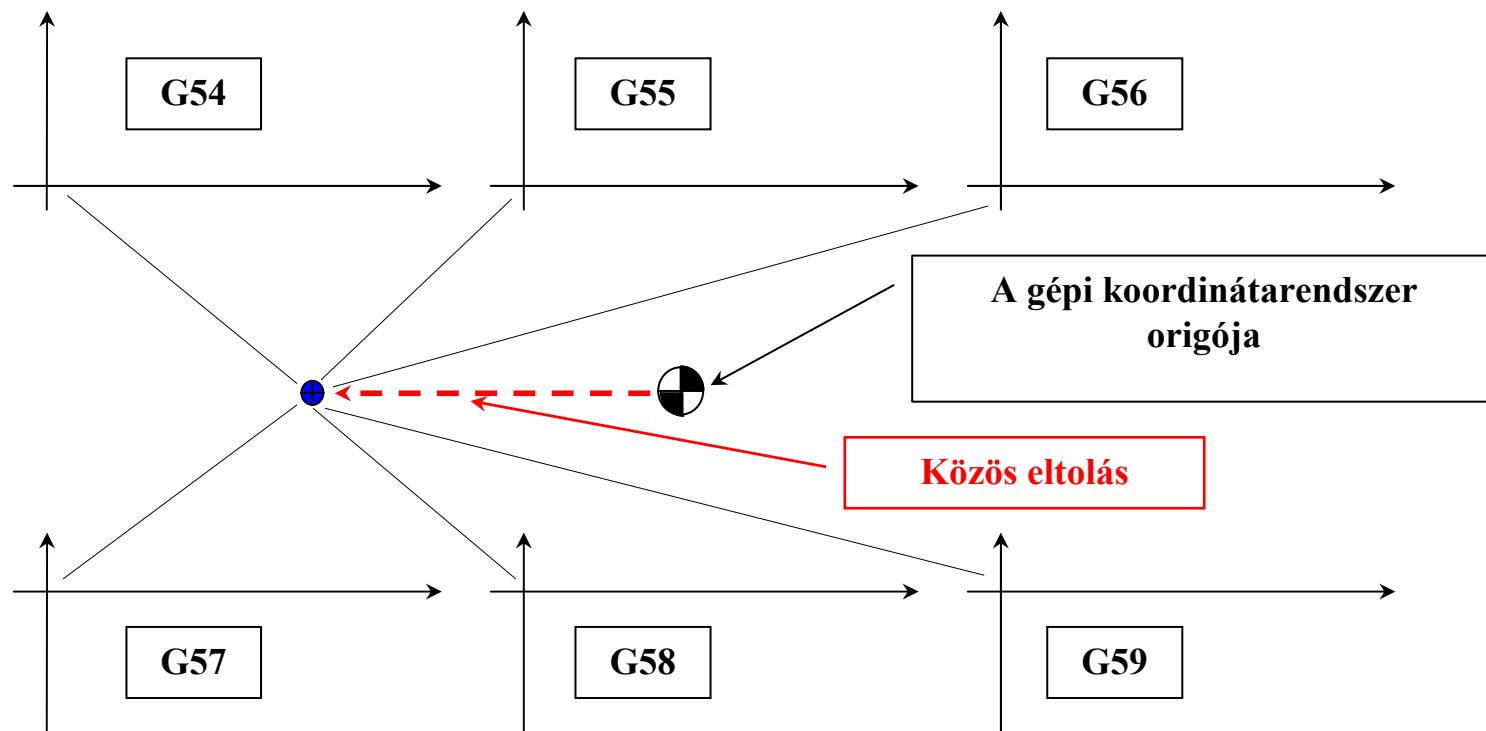 G54
G55
G56
A gépi koordinátarendszer
origója
Közös eltolás
G57
G58
G59